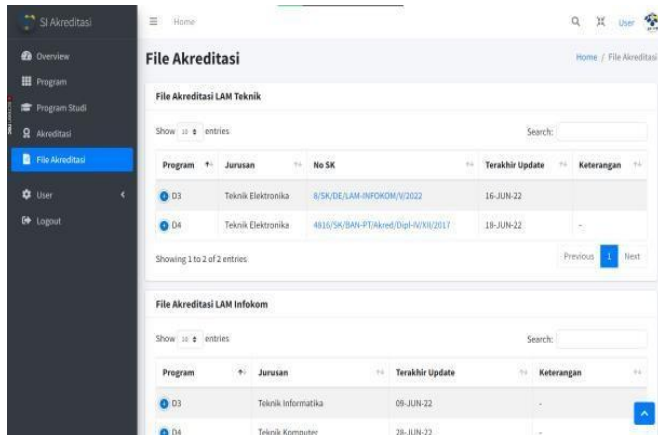 SI Akreditasi
Home
User
Overview
Program
Program Studi
Akreditasi
File Akreditasi
User
Logout
File Akreditasi
Home / File Akreditasi
File Akreditasi LAM Teknik
Show 10 entries
Search:
Program Jurusan No SK Terakhir Update Keterangan
D3 Teknik Elektronika 8/SK/DE/LAM-INFOKOM/V/2022 16-JUN-22
D4 Teknik Elektronika 4816/SK/BAN-PT/Akred/Dipl-IV/XII/2017 18-JUN-22 -
Showing 1 to 2 of 2 entries
Previous 1 Next
File Akreditasi LAM Infokom
Show 10 entries
Search:
Program Jurusan Terakhir Update Keterangan
D3 Teknik Informatika 09-JUN-22 -
D4 Teknik Komputer 28-JUN-22 -